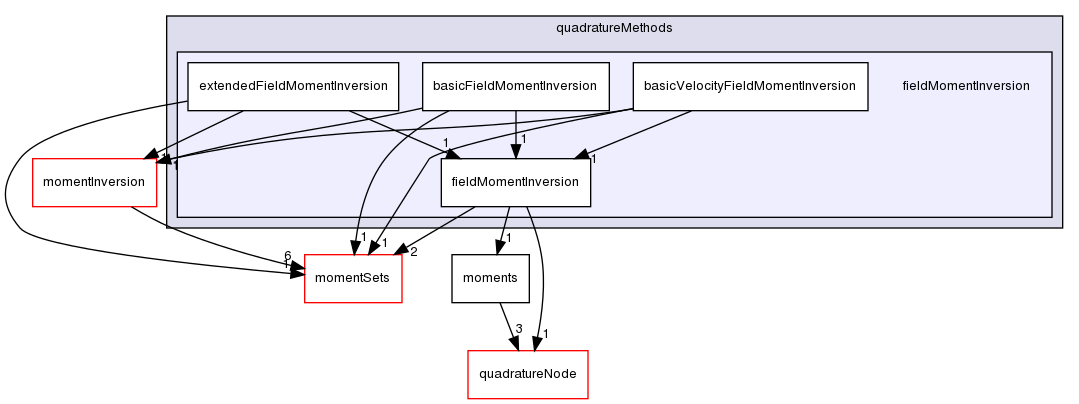 quadratureMethods
extendedFieldMomentInversion
basicFieldMomentInversion
basicVelocityFieldMomentInversion
fieldMomentInversion
1
1
1
1
1
momentInversion
fieldMomentInversion
1
1
2
1
6
1
momentSets
moments
3
1
quadratureNode